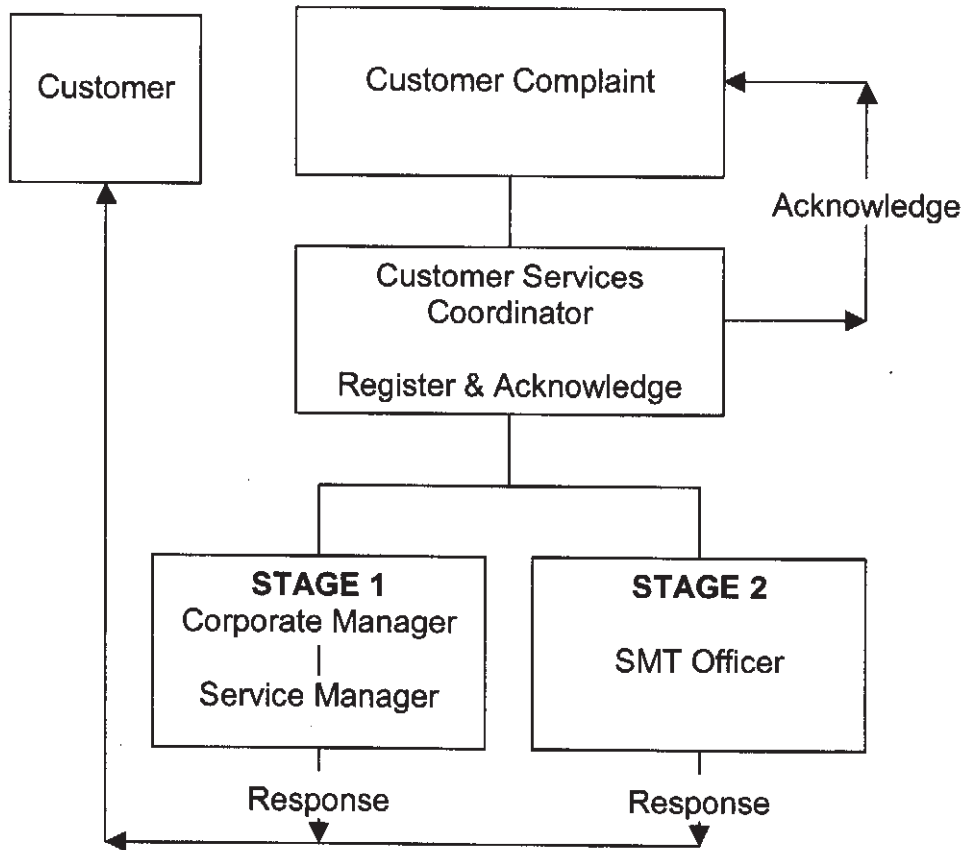 Customer
Customer Complaint
Acknowledge
Customer Services
Coordinator
Register & Acknowledge
STAGE 1
Corporate Manager
Service Manager
STAGE 2
SMT Officer
Response
Response